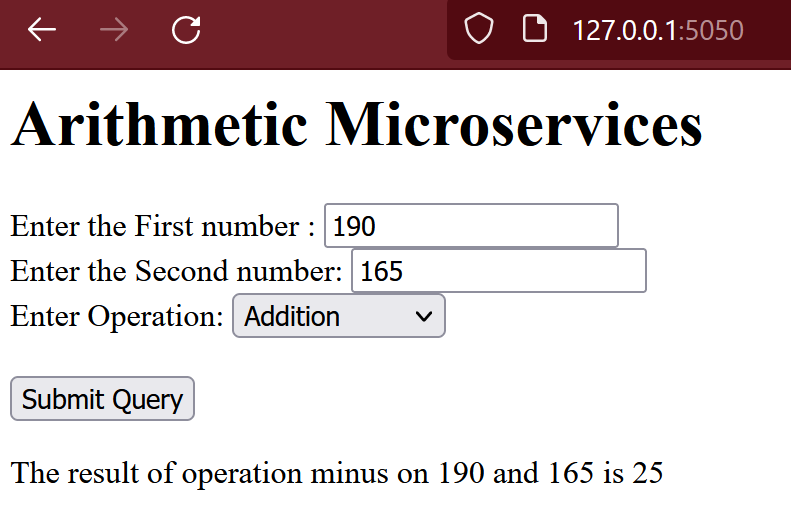 127.0.0.1:5050
Arithmetic Microservices
Enter the First number : 190
Enter the Second number: 165
Enter Operation: Addition
Submit Query
The result of operation minus on 190 and 165 is 25